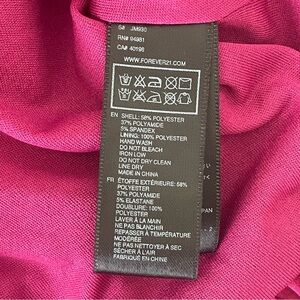 S# JM930
RN# 94981
CA# 40198
WWW.FOREVER21.COM
EN SHELL: 58% POLYESTER
37% POLYAMIDE
5% SPANDEX
LINING: 100% POLYESTER
HAND WASH
DO NOT BLEACH
IRON LOW
DO NOT DRY CLEAN
LINE DRY
MADE IN CHINA
FR ÉTOFFE EXTÉRIEURE: 58%
POLYESTER
37% POLYAMIDE
5% ELASTANE
DOUBLURE: 100%
POLYESTER
LAVER À LA MAIN
NE PAS BLANCHIR
REPASSER À TEMPÉRATURE
MODÉRÉE
NE PAS NETTOYER À SEC
SÉCHER À L'AIR
FABRIQUÉ EN CHINE